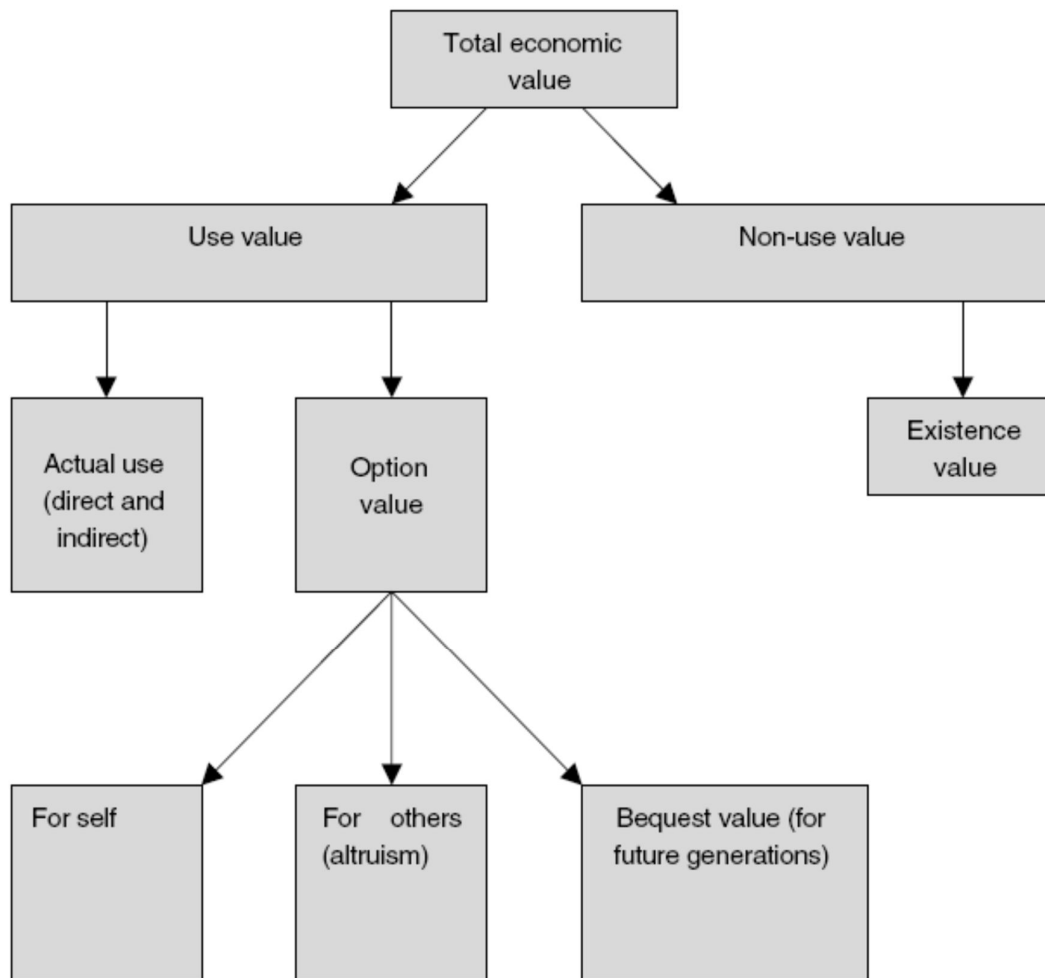 Total economic
value
Use value
Non-use value
Actual use
(direct and
indirect)
Option
value
Existence
value
For self
For others
(altruism)
Bequest value (for
future generations)